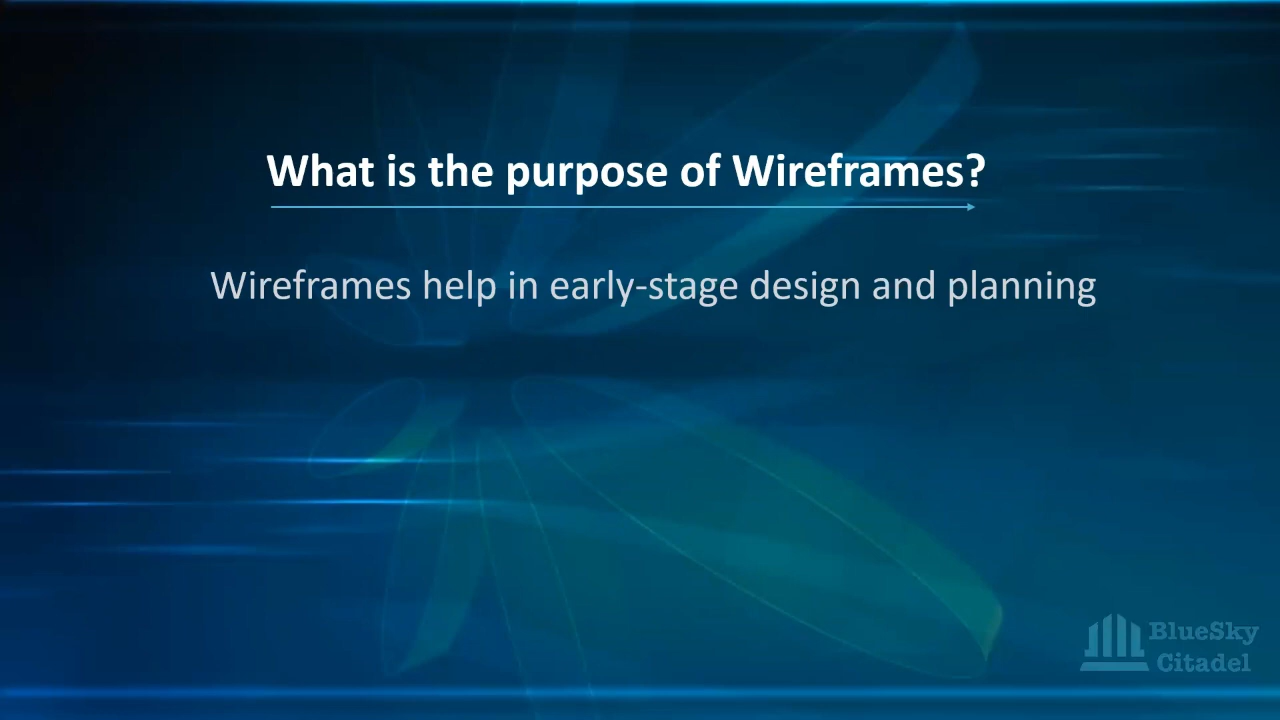 What is the purpose of Wireframes?
Wireframes help in early-stage design and planning
BlueSky
Citadel